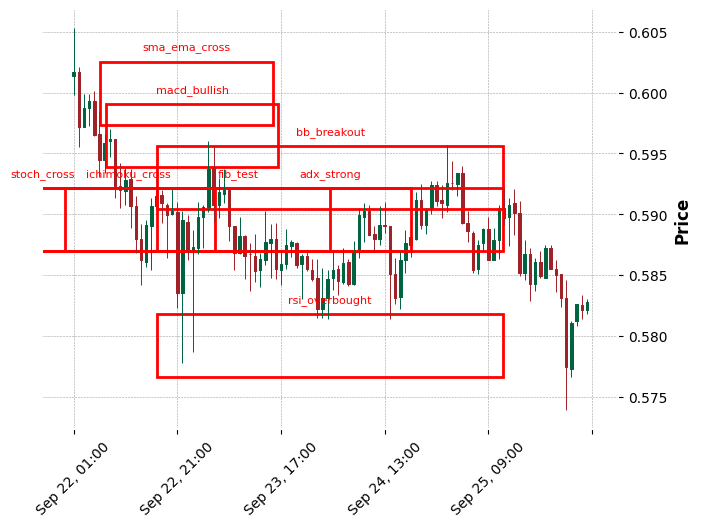 sma_ema_cross
macd_bullish
bb_breakout
stoch_cross
ichimoku_cross
fib_test
adx_strong
rsi_overbought
0.605
0.600
0.595
0.590
0.585
0.580
0.575
Price
Sep 22, 01:00
Sep 22, 21:00
Sep 23, 17:00
Sep 24, 13:00
Sep 25, 09:00